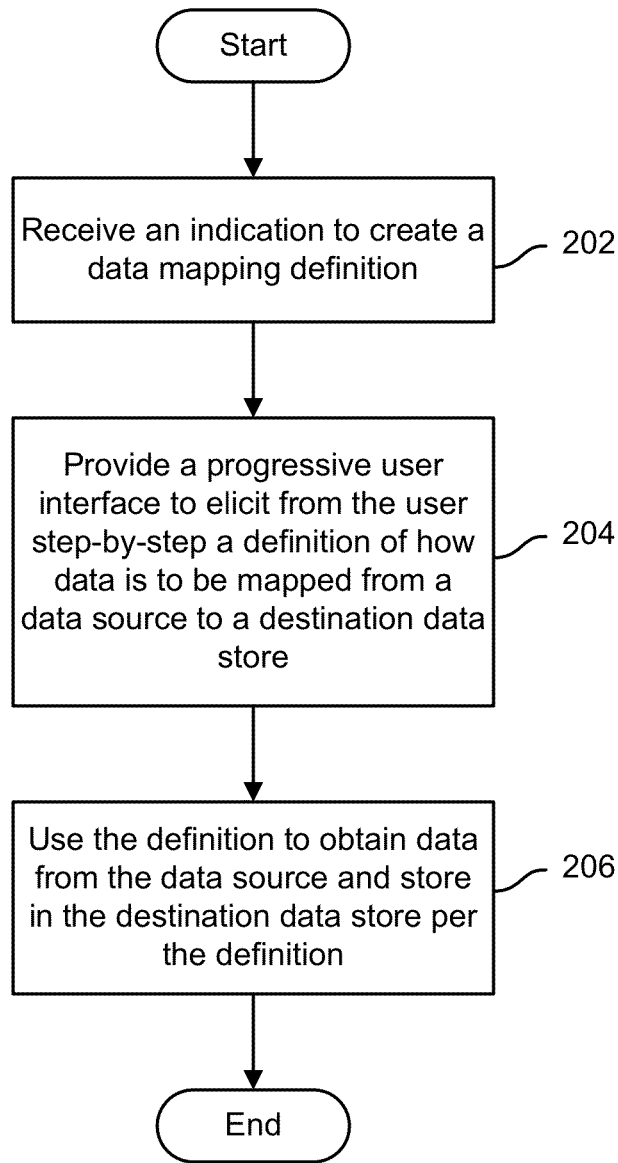 Start
Receive an indication to create a
data mapping definition
202
Provide a progressive user
interface to elicit from the user
step-by-step a definition of how
data is to be mapped from a
data source to a destination data
store
204
Use the definition to obtain data
from the data source and store
in the destination data store per
the definition
206
End